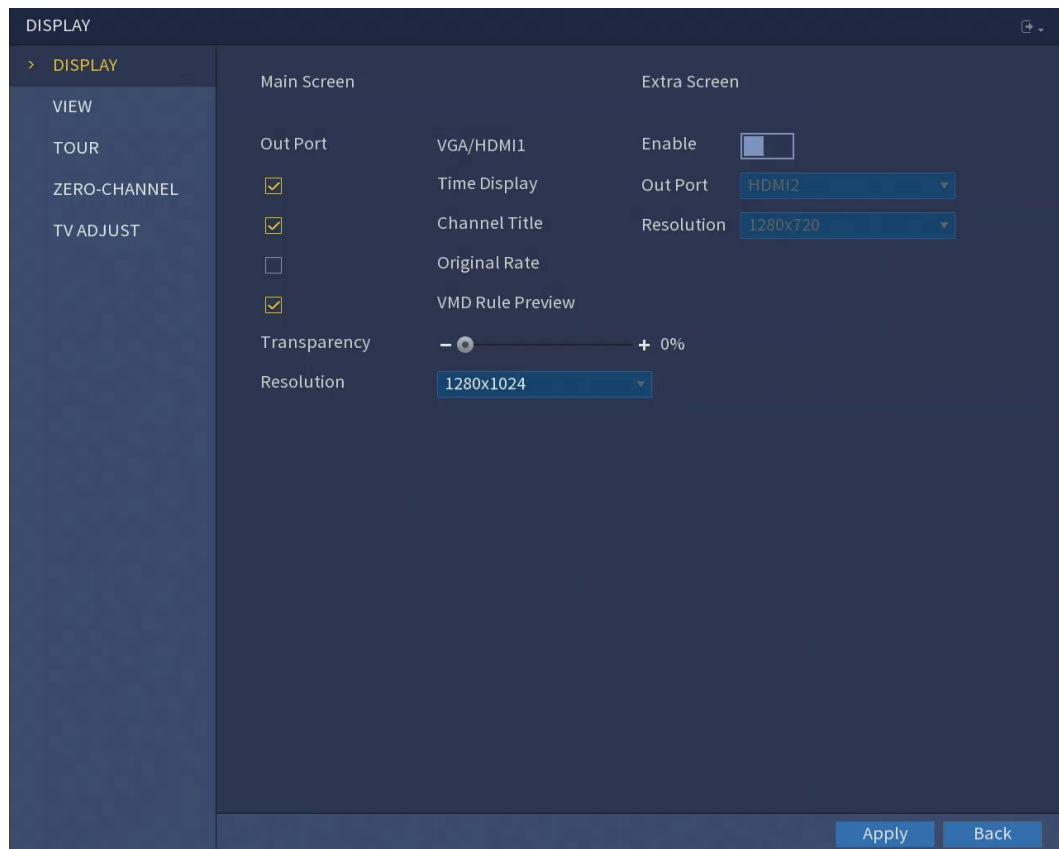 DISPLAY
> DISPLAY
VIEW
TOUR
ZERO-CHANNEL
TV ADJUST
Main Screen
Extra Screen
Out Port VGA/HDMI1
Enable
Time Display
Out Port HDMI2
Channel Title
Resolution 1280x720
Original Rate
VMD Rule Preview
Transparency − + 0%
Resolution 1280x1024
Apply Back